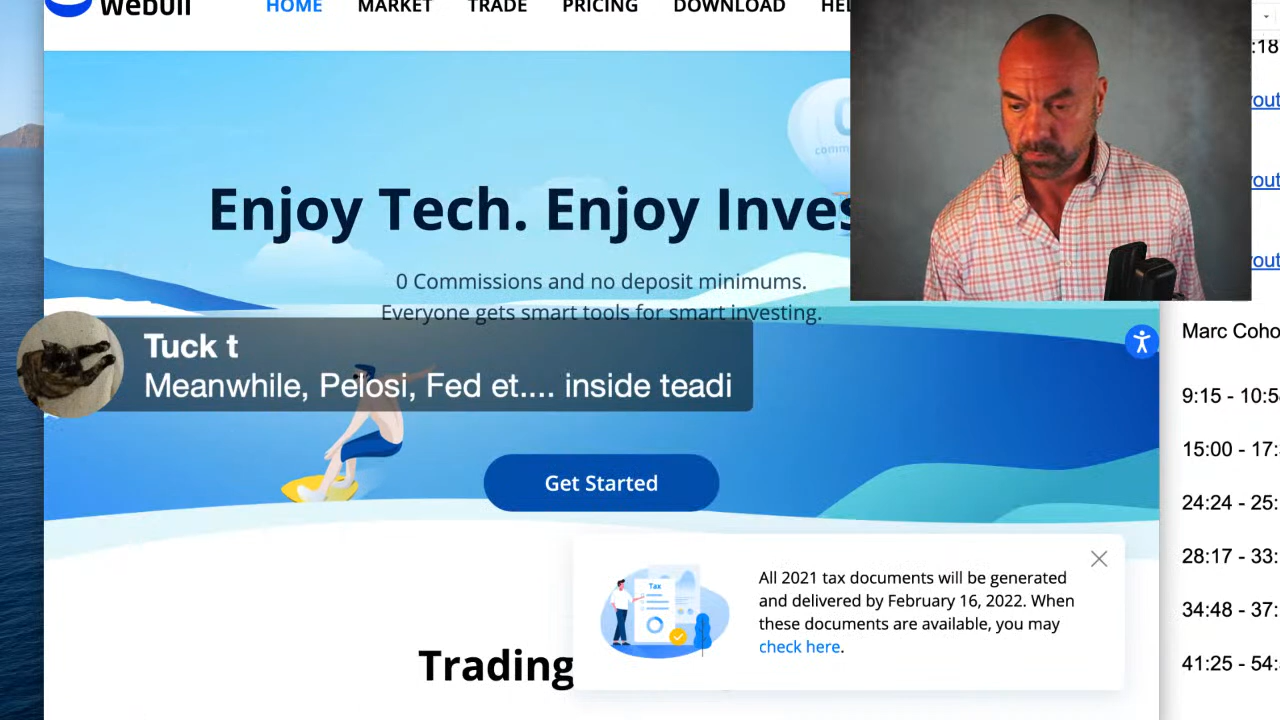 Webull
HOME MARKET TRADE PRICING DOWNLOAD
:18
Enjoy Tech. Enjoy
0 Commissions and no deposit minimums.
Everyone gets smart tools for smart investing.
Tuck t
Meanwhile, Pelosi, Fed et.... inside teadi
Get Started
Tax
All 2021 tax documents will be generated
and delivered by February 16, 2022. When
these documents are available, you may
check here.
Trading
Marc
9:15 - 10:5
15:00 - 17:
24:24 - 25:
28:17 - 33:
34:48 - 37:
41:25 - 54: